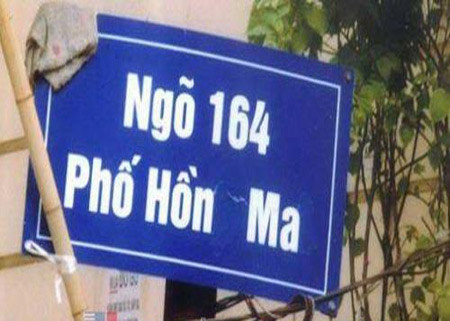 Ngõ 164
Phố Hồn Ma